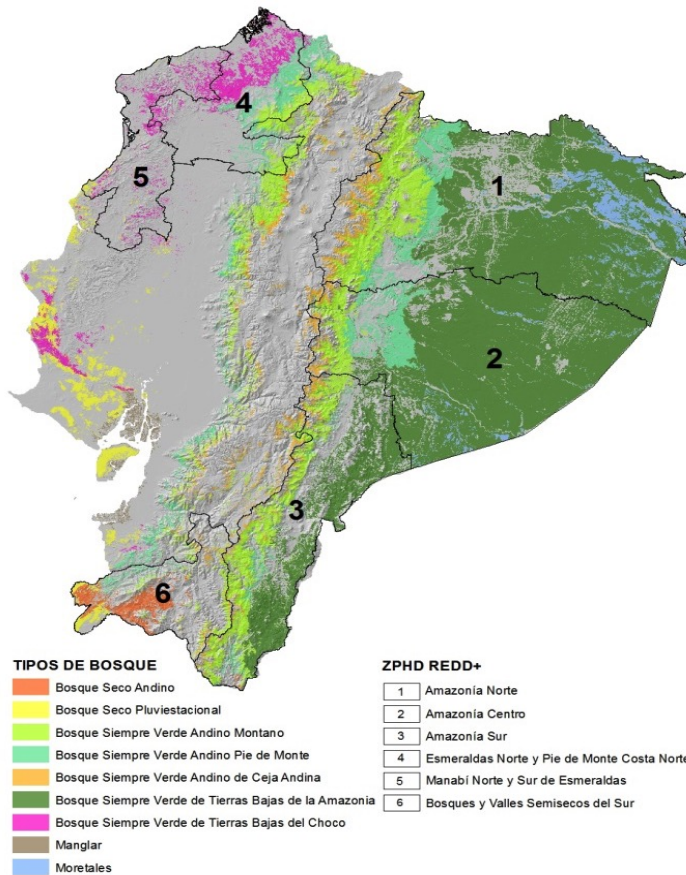 4
5
1
2
3
6
TIPOS DE BOSQUE
Bosque Seco Andino
Bosque Seco Pluviestacional
Bosque Siempre Verde Andino Montano
Bosque Siempre Verde Andino Pie de Monte
Bosque Siempre Verde Andino de Ceja Andina
Bosque Siempre Verde de Tierras Bajas de la Amazonia
Bosque Siempre Verde de Tierras Bajas del Choco
Manglar
Moretales
ZPHD REDD+
1 Amazonía Norte
2 Amazonía Centro
3 Amazonía Sur
4 Esmeraldas Norte y Pie de Monte Costa Norte
5 Manabí Norte y Sur de Esmeraldas
6 Bosques y Valles Semisecos del Sur